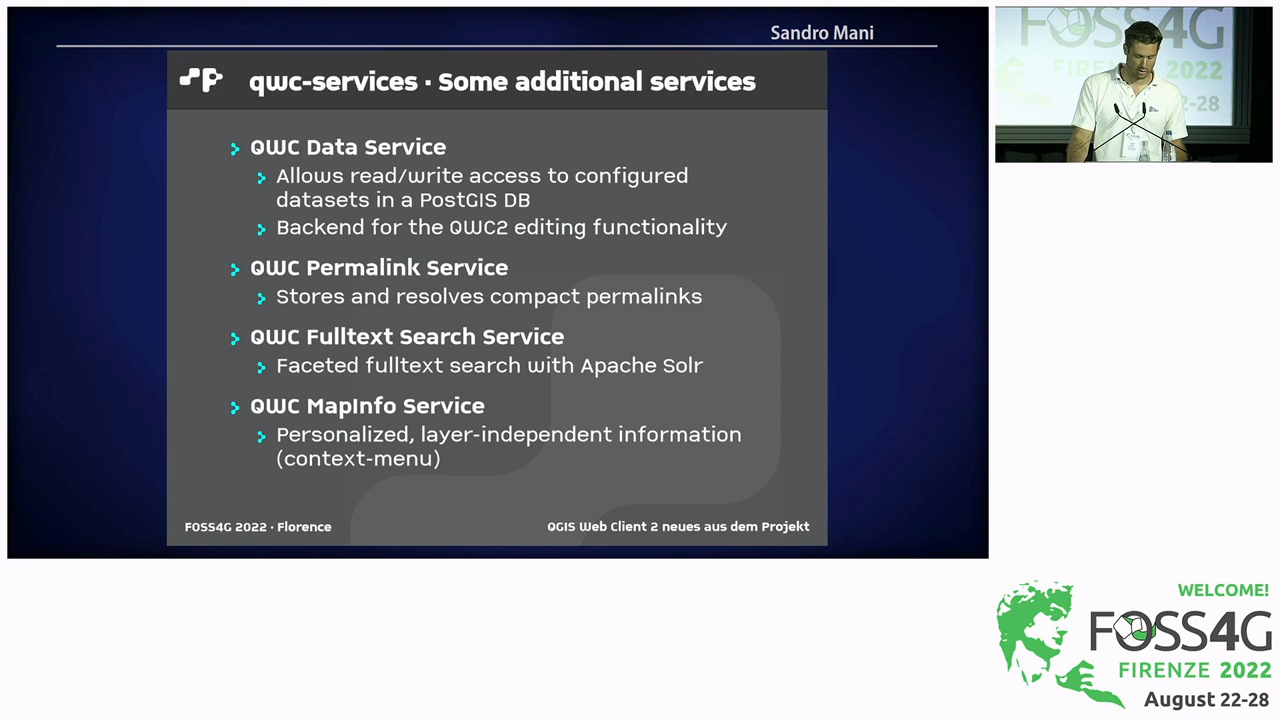 Sandro Mani
qwc-services · Some additional services
QWC Data Service
Allows read/write access to configured
datasets in a PostGIS DB
Backend for the QWC2 editing functionality
QWC Permalink Service
Stores and resolves compact permalinks
QWC Fulltext Search Service
Faceted fulltext search with Apache Solr
QWC MapInfo Service
Personalized, layer-independent information
(context-menu)
FOSS4G 2022 · Florence
QGIS Web Client 2 neues aus dem Projekt
FOSS4G
FIRENZE 2022
2-28
WELCOME!
FOSS4G
FIRENZE 2022
August 22-28